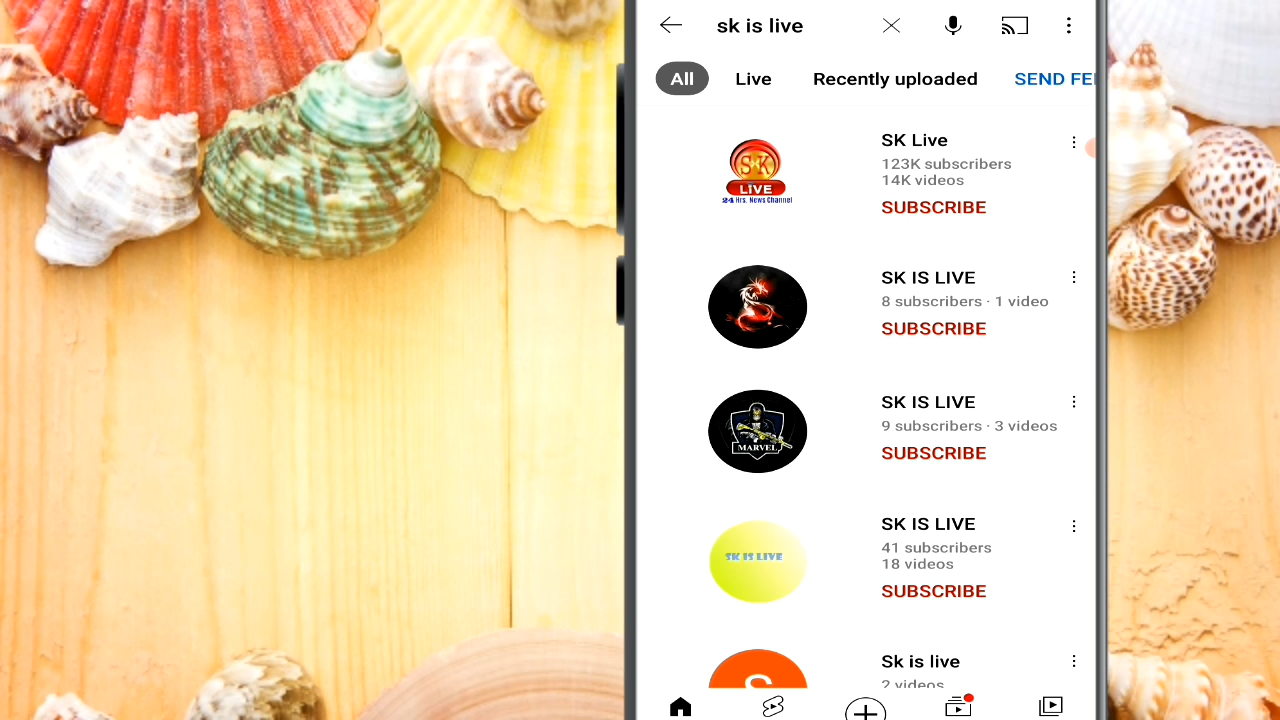 sk is live
All
Live
Recently uploaded
SEND FE
SK Live
123K subscribers
14K videos
SUBSCRIBE
SK
LIVE
24 Hrs. News Channel
SK IS LIVE
8 subscribers · 1 video
SUBSCRIBE
SK IS LIVE
9 subscribers · 3 videos
SUBSCRIBE
MARVEL
SK IS LIVE
41 subscribers
18 videos
SUBSCRIBE
SK IS LIVE
Sk is live
2 videos
S